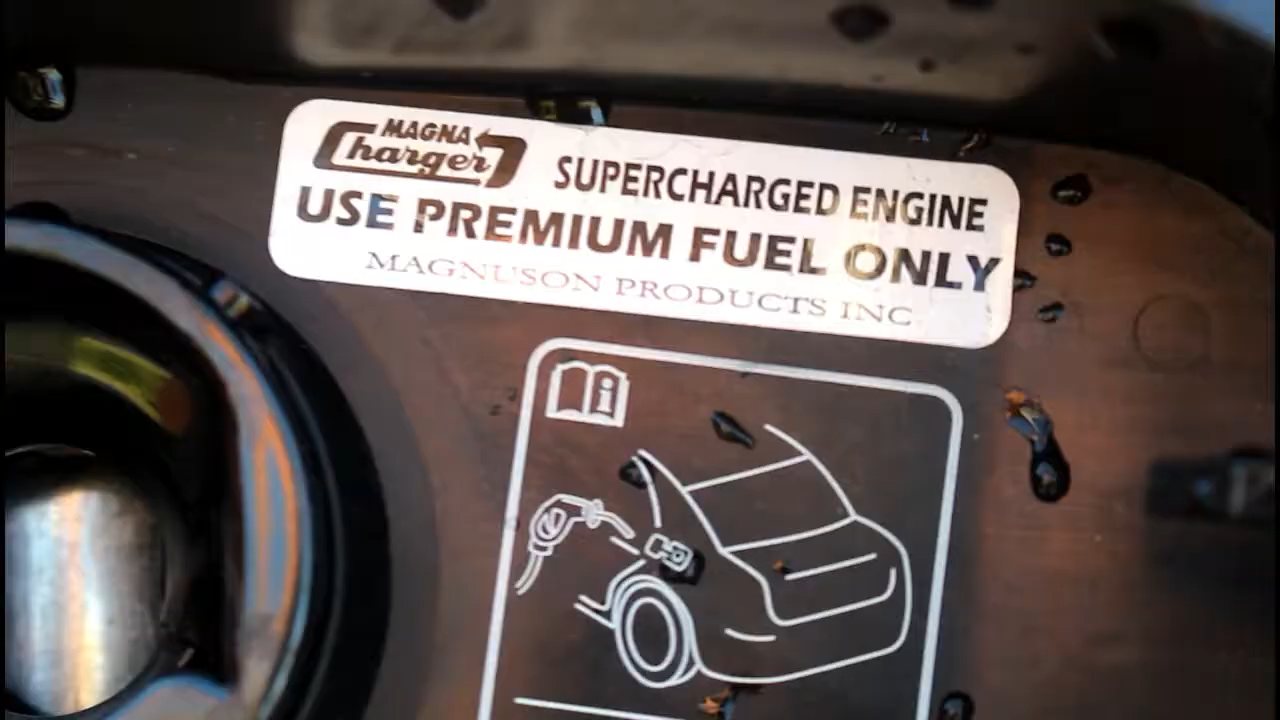 MAGNA
Charger
SUPERCHARGED ENGINE
USE PREMIUM FUEL ONLY
MAGNUSON PRODUCTS INC
i